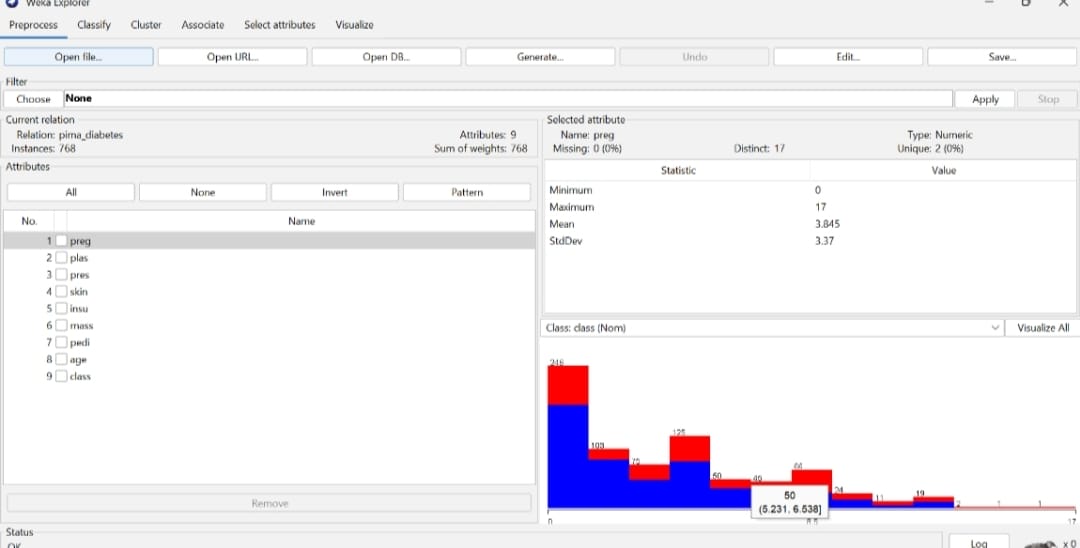 Weka Explorer
Preprocess Classify Cluster Associate Select attributes Visualize
Open file... Open URL... Open DB... Generate... Undo Edit... Save...
Filter
Choose None Apply Stop
Current relation
Relation: pima_diabetes Attributes: 9
Instances: 768 Sum of weights: 768
Selected attribute
Name: preg Type: Numeric
Missing: 0 (0%) Distinct: 17 Unique: 2 (0%)
Attributes
All None Invert Pattern
No. Name
1 preg
2 plas
3 pres
4 skin
5 insu
6 mass
7 pedi
8 age
9 class
Remove
Statistic Value
Minimum 0
Maximum 17
Mean 3.845
StdDev 3.37
Class: class (Nom) Visualize All
246
103
75
125
50
24
11
19
1
1
50
(5.231, 6.538]
0 17
Status
OK
Log x 0